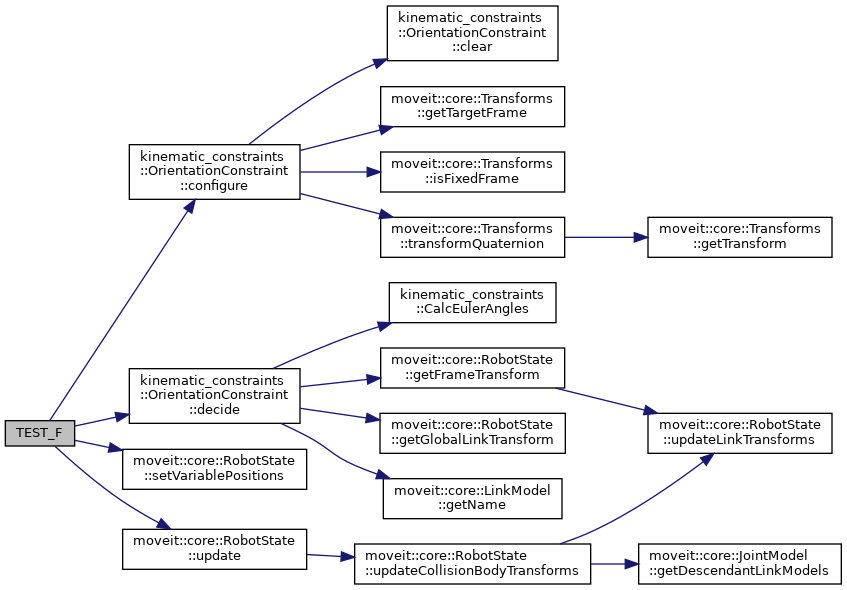 kinematic_constraints
::OrientationConstraint
::clear
moveit::core::Transforms
::getTargetFrame
kinematic_constraints
::OrientationConstraint
::configure
moveit::core::Transforms
::isFixedFrame
moveit::core::Transforms
::transformQuaternion
moveit::core::Transforms
::getTransform
kinematic_constraints
::CalcEulerAngles
moveit::core::RobotState
::getFrameTransform
kinematic_constraints
::OrientationConstraint
::decide
moveit::core::RobotState
::getGlobalLinkTransform
moveit::core::RobotState
::updateLinkTransforms
TEST_F
moveit::core::RobotState
::setVariablePositions
moveit::core::LinkModel
::getName
moveit::core::RobotState
::update
moveit::core::RobotState
::updateCollisionBodyTransforms
moveit::core::JointModel
::getDescendantLinkModels